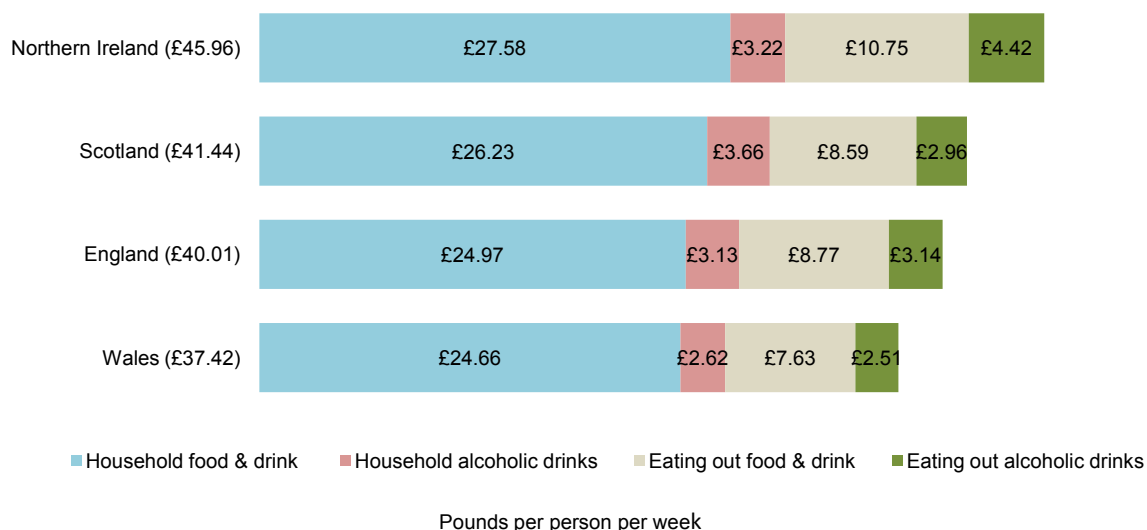 Northern Ireland (£45.96) £27.58 £3.22 £10.75 £4.42
Scotland (£41.44) £26.23 £3.66 £8.59 £2.96
England (£40.01) £24.97 £3.13 £8.77 £3.14
Wales (£37.42) £24.66 £2.62 £7.63 £2.51
Household food & drink Household alcoholic drinks Eating out food & drink Eating out alcoholic drinks
Pounds per person per week